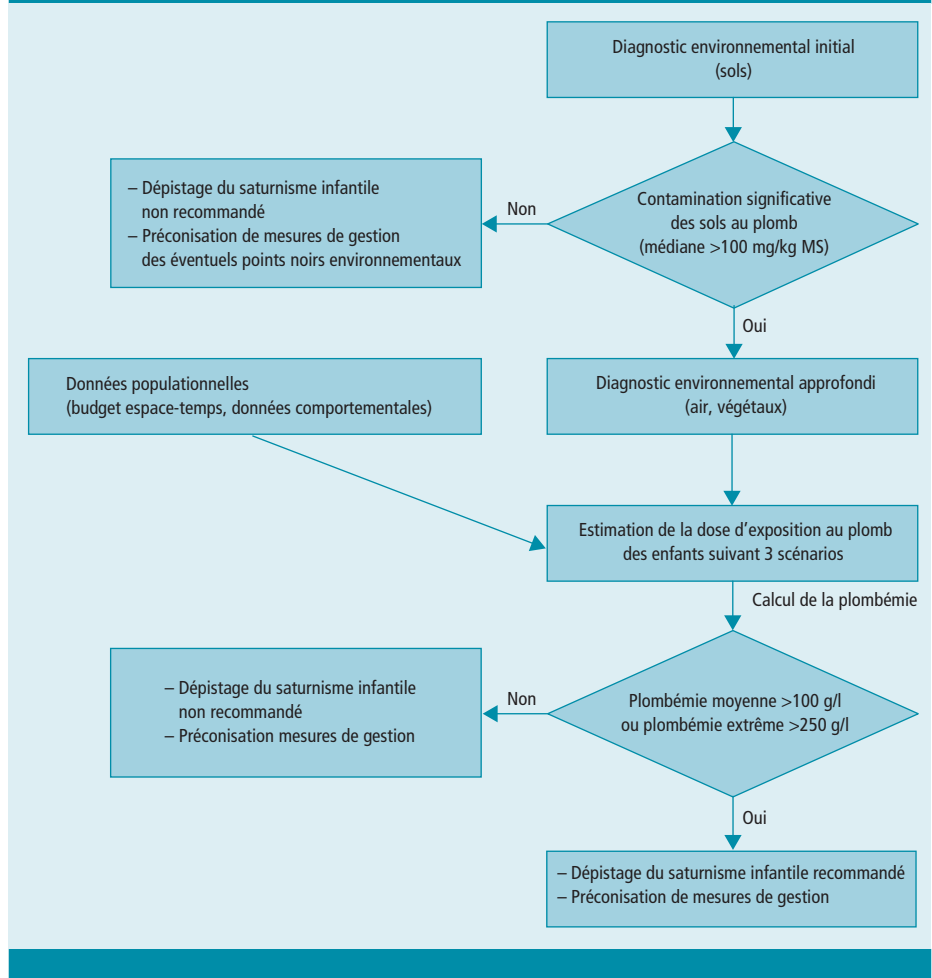 Diagnostic environnemental initial
(sols)
Contamination significative
des sols au plomb
(médiane >100 mg/kg MS)
Non
– Dépistage du saturnisme infantile
non recommandé
– Préconisation de mesures de gestion
des éventuels points noirs environnementaux
Oui
Données populationnelles
(budget espace-temps, données comportementales)
Diagnostic environnemental approfondi
(air, végétaux)
Estimation de la dose d’exposition au plomb
des enfants suivant 3 scénarios
Calcul de la plombémie
Plombémie moyenne >100 g/l
ou plombémie extrême >250 g/l
Non
– Dépistage du saturnisme infantile
non recommandé
– Préconisation mesures de gestion
Oui
– Dépistage du saturnisme infantile recommandé
– Préconisation de mesures de gestion